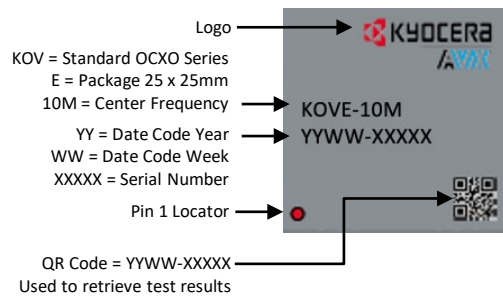 Logo
KYOCERA
AVX
KOV = Standard OCXO Series
E = Package 25 x 25mm
10M = Center Frequency
KOVE-10M
YY = Date Code Year
YYWW-XXXXX
WW = Date Code Week
XXXXX = Serial Number
Pin 1 Locator
QR Code = YYWW-XXXXX
Used to retrieve test results